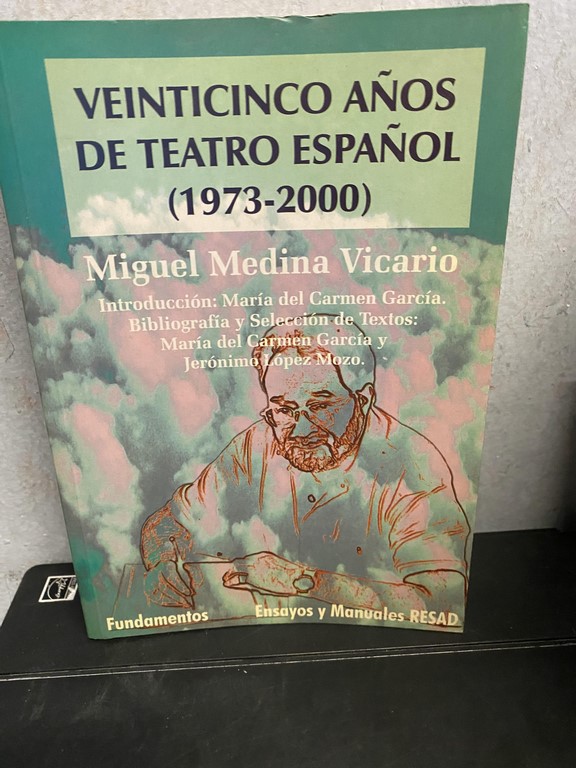 VEINTICINCO AÑOS
DE TEATRO ESPAÑOL
(1973-2000)
Miguel Medina Vicario
Introducción: María del Carmen García.
Bibliografía y Selección de Textos:
María del Carmen García y
Jerónimo López Mozo.
Fundamentos
Ensayos y Manuales RESAD